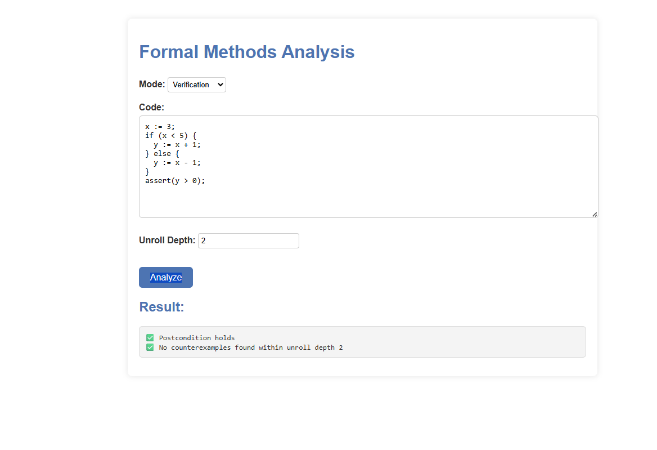 Formal Methods Analysis
Mode: Verification
Code:
x := 3;
if (x < 5) {
  y := x + 1;
} else {
  y := x - 1;
}
assert(y > 0);
Unroll Depth: 2
Analyze
Result:
✅ Postcondition holds
✅ No counterexamples found within unroll depth 2